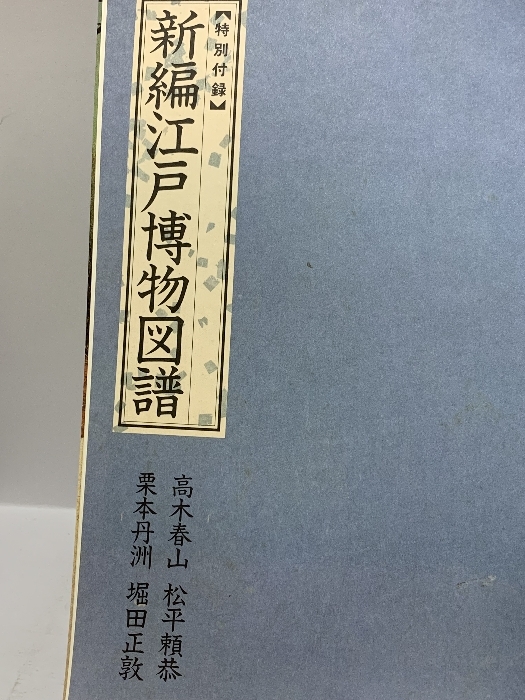 【特別付録】
新編江戸博物図譜
高木春山 松平頼恭
栗本丹洲 堀田正敦